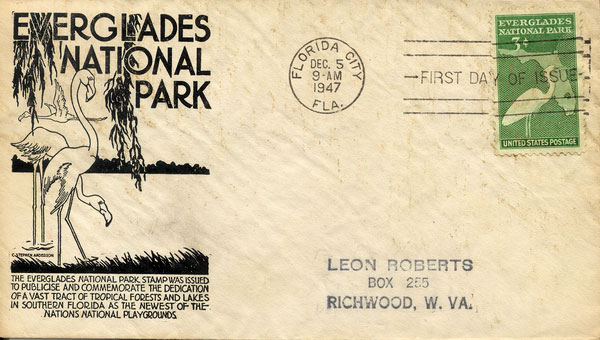 EVERGLADES
NATIONAL
PARK
C. STEPHEN ANDERSON
THE EVERGLADES NATIONAL PARK STAMP WAS ISSUED
TO PUBLICISE AND COMMEMORATE THE DEDICATION
OF A VAST TRACT OF TROPICAL FORESTS AND LAKES
IN SOUTHERN FLORIDA AS THE NEWEST OF THE
NATIONS NATIONAL PLAYGROUNDS.
FLORIDA CITY
DEC. 5
9-AM
1947
FLA.
FIRST DAY OF ISSUE
EVERGLADES
NATIONAL PARK
3¢
UNITED STATES POSTAGE
LEON ROBERTS
BOX 255
RICHWOOD, W. VA.